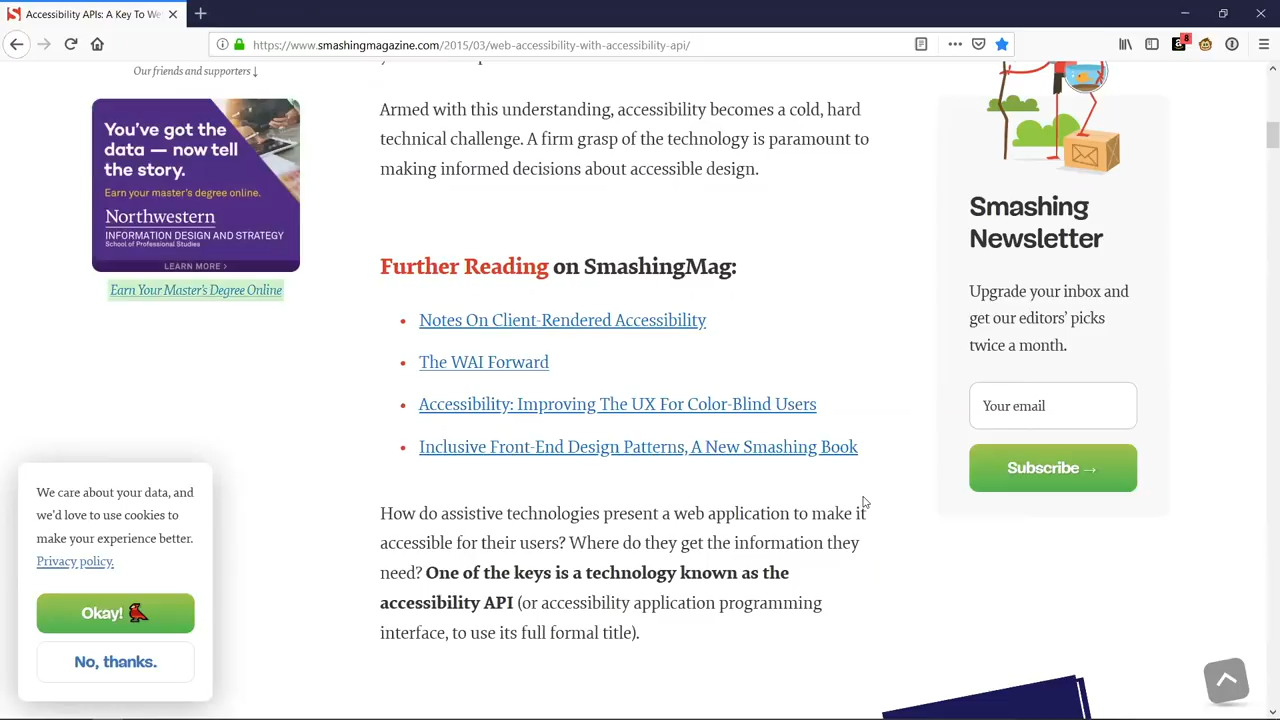 Accessibility APIs: A Key To We
https://www.smashingmagazine.com/2015/03/web-accessibility-with-accessibility-api/
8
Our friends and supporters ↓
You've got the
data — now tell
the story.
Earn your master's degree online.
Northwestern
INFORMATION DESIGN AND STRATEGY
School of Professional Studies
LEARN MORE >
Earn Your Master's Degree Online
We care about your data, and
we'd love to use cookies to
make your experience better.
Privacy policy.
Okay!
No, thanks.
Armed with this understanding, accessibility becomes a cold, hard
technical challenge. A firm grasp of the technology is paramount to
making informed decisions about accessible design.
Further Reading on SmashingMag:
• Notes On Client-Rendered Accessibility
• The WAI Forward
• Accessibility: Improving The UX For Color-Blind Users
• Inclusive Front-End Design Patterns, A New Smashing Book
How do assistive technologies present a web application to make it
accessible for their users? Where do they get the information they
need? One of the keys is a technology known as the
accessibility API (or accessibility application programming
interface, to use its full formal title).
Smashing
Newsletter
Upgrade your inbox and
get our editors' picks
twice a month.
Your email
Subscribe →